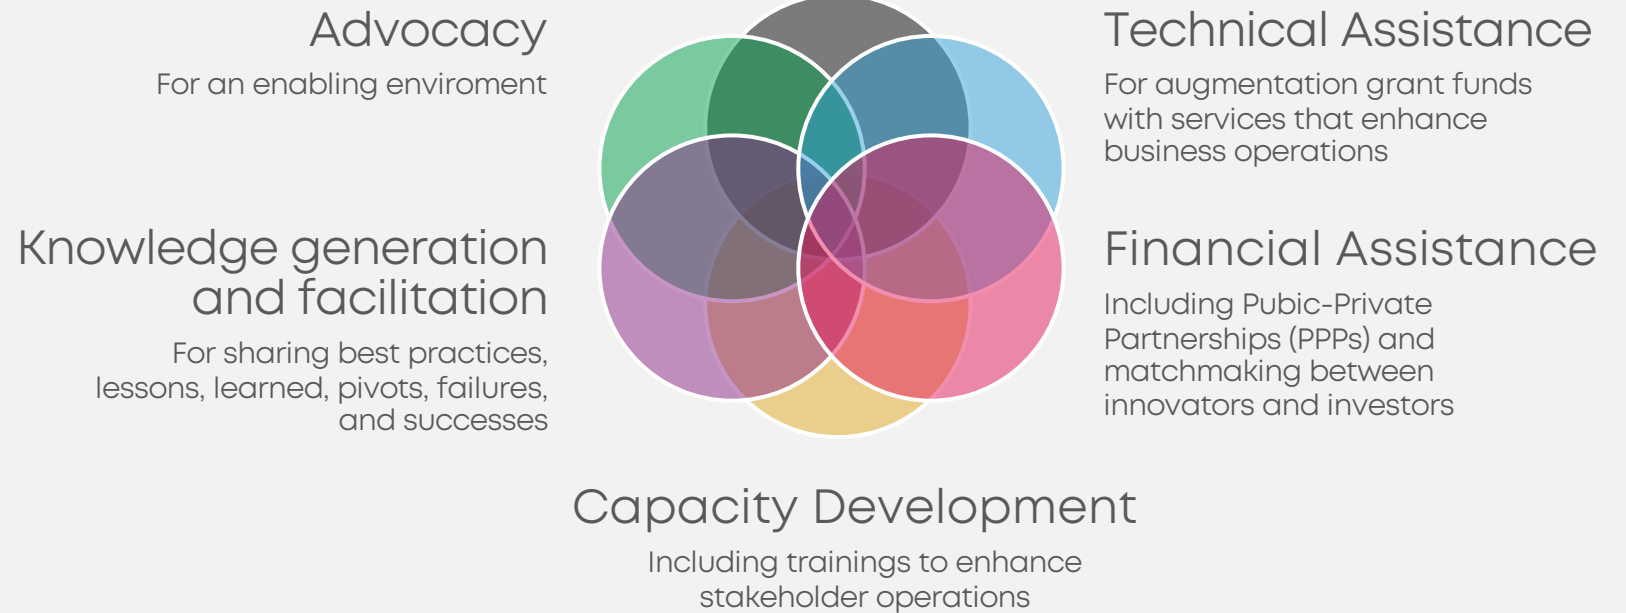 Advocacy
For an enabling enviroment
Technical Assistance
For augmentation grant funds
with services that enhance
business operations
Knowledge generation
and facilitation
For sharing best practices,
lessons, learned, pivots, failures,
and successes
Financial Assistance
Including Pubic-Private
Partnerships (PPPs) and
matchmaking between
innovators and investors
Capacity Development
Including trainings to enhance
stakeholder operations